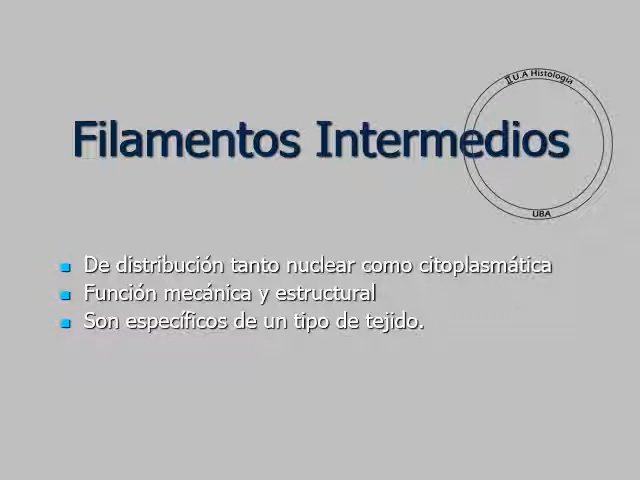 II U.A Histología
Filamentos Intermedios
UBA
De distribución tanto nuclear como citoplasmática
Función mecánica y estructural
Son específicos de un tipo de tejido.